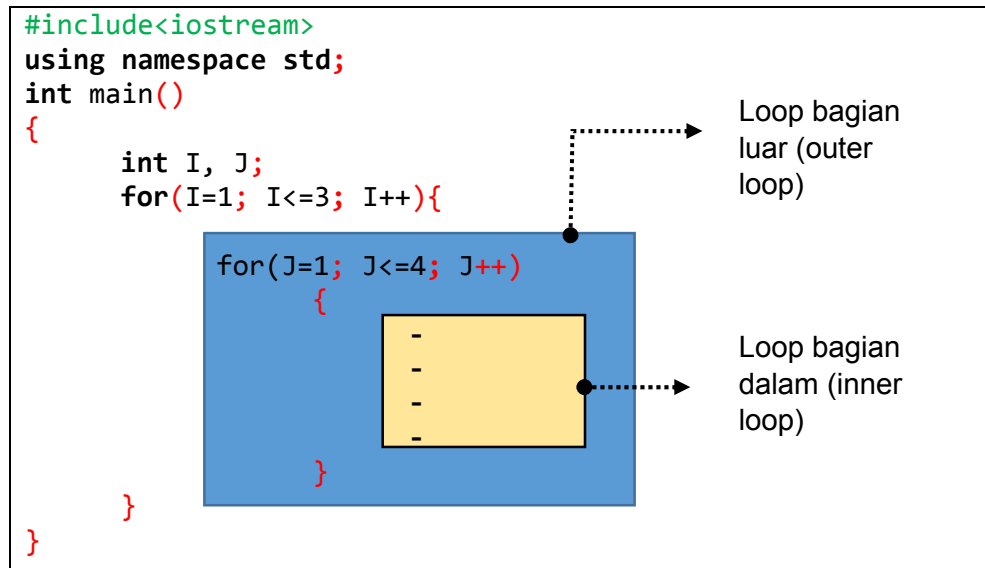 #include<iostream>
using namespace std;
int main()
{
int I, J;
for(I=1; I<=3; I++){
for(J=1; J<=4; J++)
{
-
-
-
-
}
}
}
Loop bagian
luar (outer
loop)
Loop bagian
dalam (inner
loop)